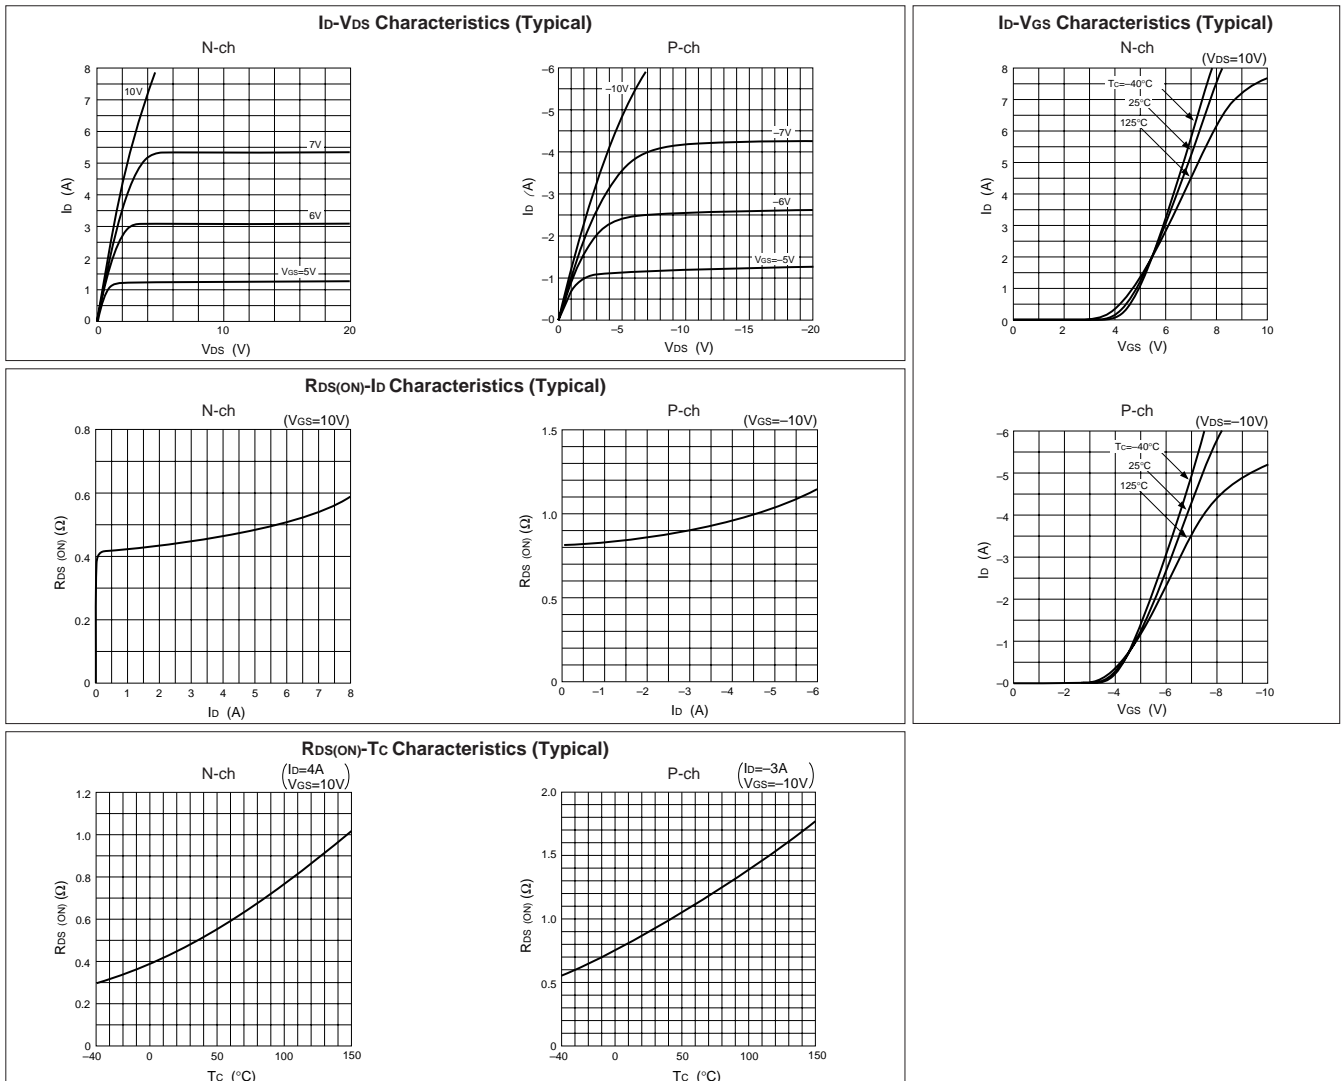 ID-VDS Characteristics (Typical)
N-ch
8
7
6
5
4
3
2
1
0
ID (A)
10V
7V
6V
VGS=5V
0
10
20
VDS (V)
P-ch
–6
–5
–4
–3
–2
–1
–0
ID (A)
–10V
–7V
–6V
VGS=–5V
0
–5
–10
–15
–20
VDS (V)
ID-VGS Characteristics (Typical)
N-ch
(VDS=10V)
8
7
6
5
4
3
2
1
0
ID (A)
TC=–40°C
25°C
125°C
0
2
4
6
8
10
VGS (V)
P-ch
(VDS=–10V)
–6
–5
–4
–3
–2
–1
–0
ID (A)
TC=–40°C
25°C
125°C
0
–2
–4
–6
–8
–10
VGS (V)
RDS(ON)-ID Characteristics (Typical)
N-ch
(VGS=10V)
0.8
0.6
0.4
0.2
0
RDS (ON) (Ω)
0 1 2 3 4 5 6 7 8
ID (A)
P-ch
(VGS=–10V)
1.5
1.0
0.5
0
RDS (ON) (Ω)
0 –1 –2 –3 –4 –5 –6
ID (A)
RDS(ON)-TC Characteristics (Typical)
N-ch
(ID=4A
VGS=10V)
1.2
1.0
0.8
0.6
0.4
0.2
0
RDS (ON) (Ω)
–40 0 50 100 150
TC (°C)
P-ch
(ID=–3A
VGS=–10V)
2.0
1.5
1.0
0.5
0
RDS (ON) (Ω)
–40 0 50 100 150
TC (°C)